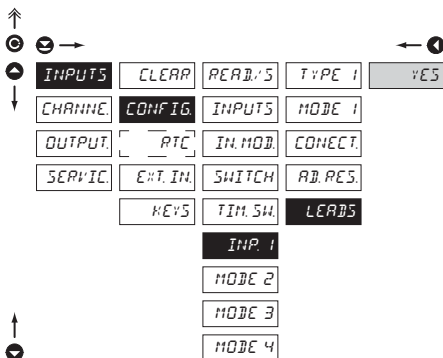 INPUTS CLEAR READ./S TYPE 1 YES
CHANNE. CONFIG. INPUTS MODE 1
OUTPUT. RTC IN. MOD. CONECT.
SERVIC. EXT. IN. SWITCH AD. RES.
KEYS TIM. SW. LEADS
INP. 1
MODE 2
MODE 3
MODE 4